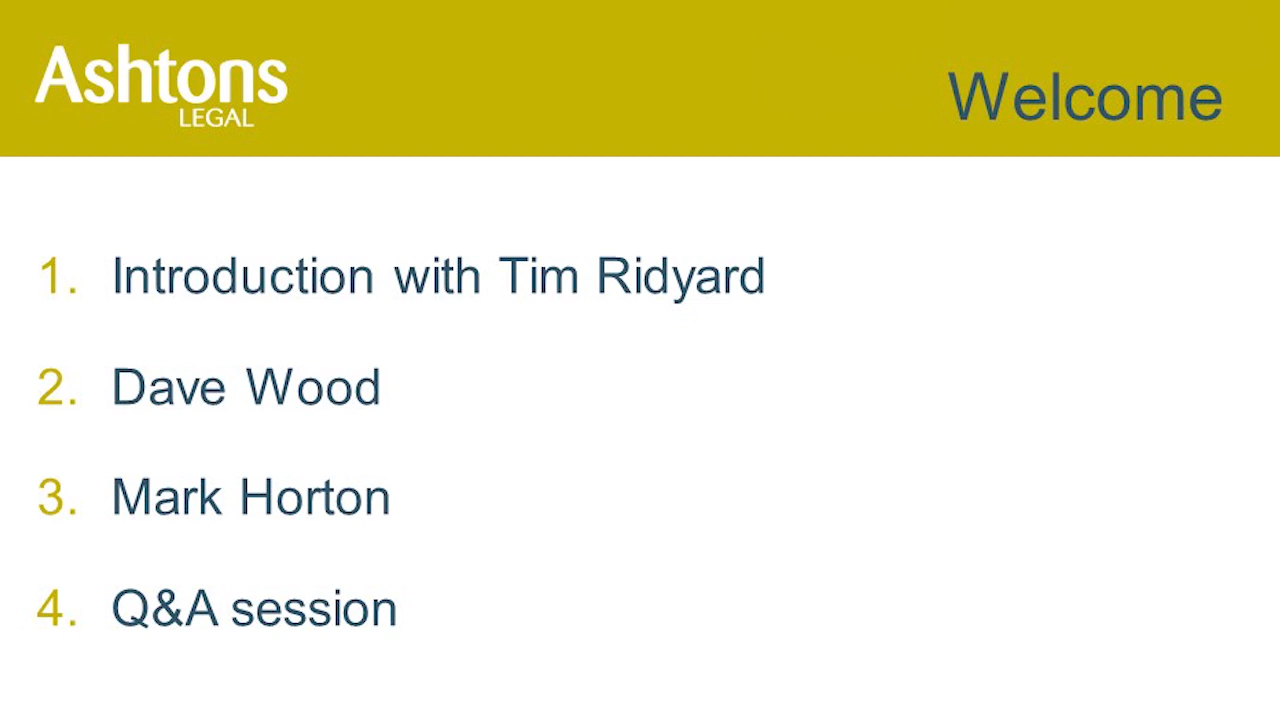 Ashtons
LEGAL
Welcome
1. Introduction with Tim Ridyard
2. Dave Wood
3. Mark Horton
4. Q&A session